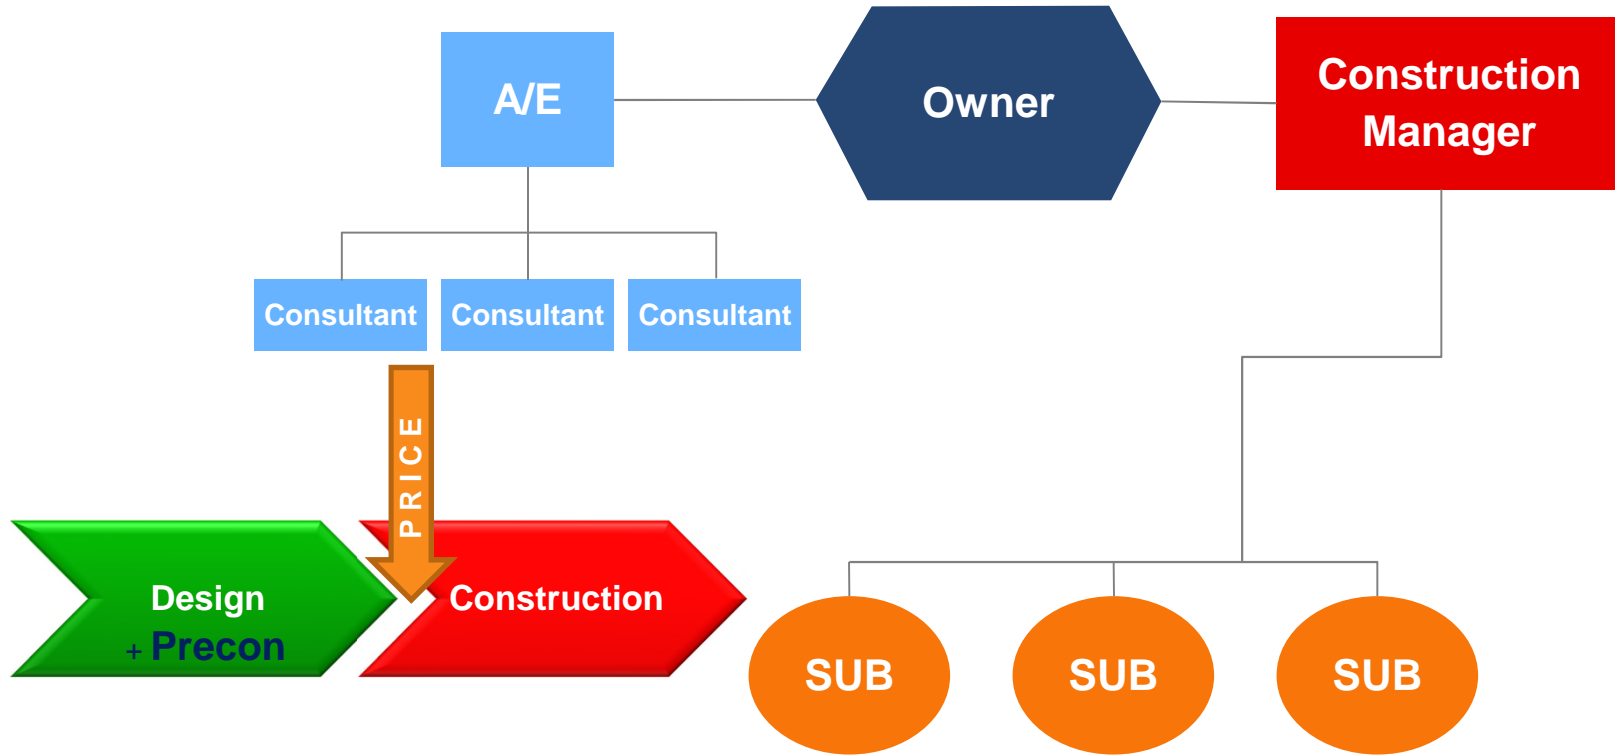 A/E
Owner
Construction
Manager
Consultant
Consultant
Consultant
PRICE
Design
+ Precon
Construction
SUB
SUB
SUB